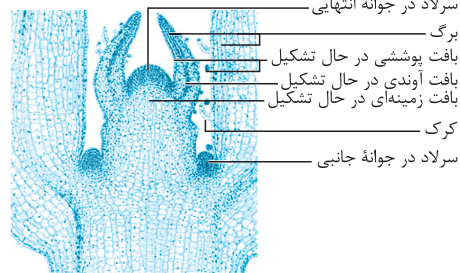 سرلاد در جوانهٔ انتهایی
برگ
بافت پوششی در حال تشکیل
بافت آوندی در حال تشکیل
بافت زمینه‌ای در حال تشکیل
کرک
سرلاد در جوانهٔ جانبی